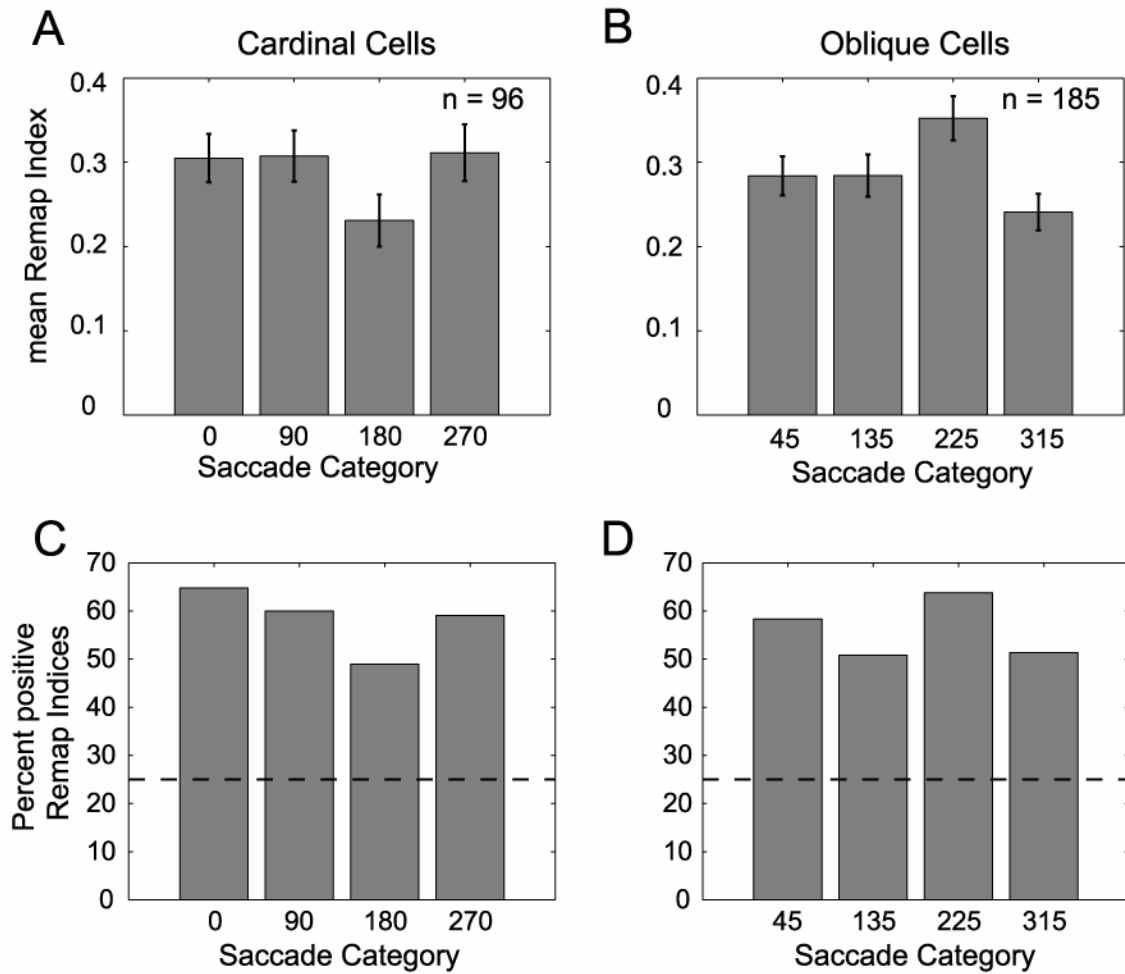 A
Cardinal Cells
n = 96
mean Remap Index
0.4
0.3
0.2
0.1
0
0 90 180 270
Saccade Category
B
Oblique Cells
n = 185
0.4
0.3
0.2
0.1
0
45 135 225 315
Saccade Category
C
Percent positive
Remap Indices
70
60
50
40
30
20
10
0
0 90 180 270
Saccade Category
D
70
60
50
40
30
20
10
0
45 135 225 315
Saccade Category